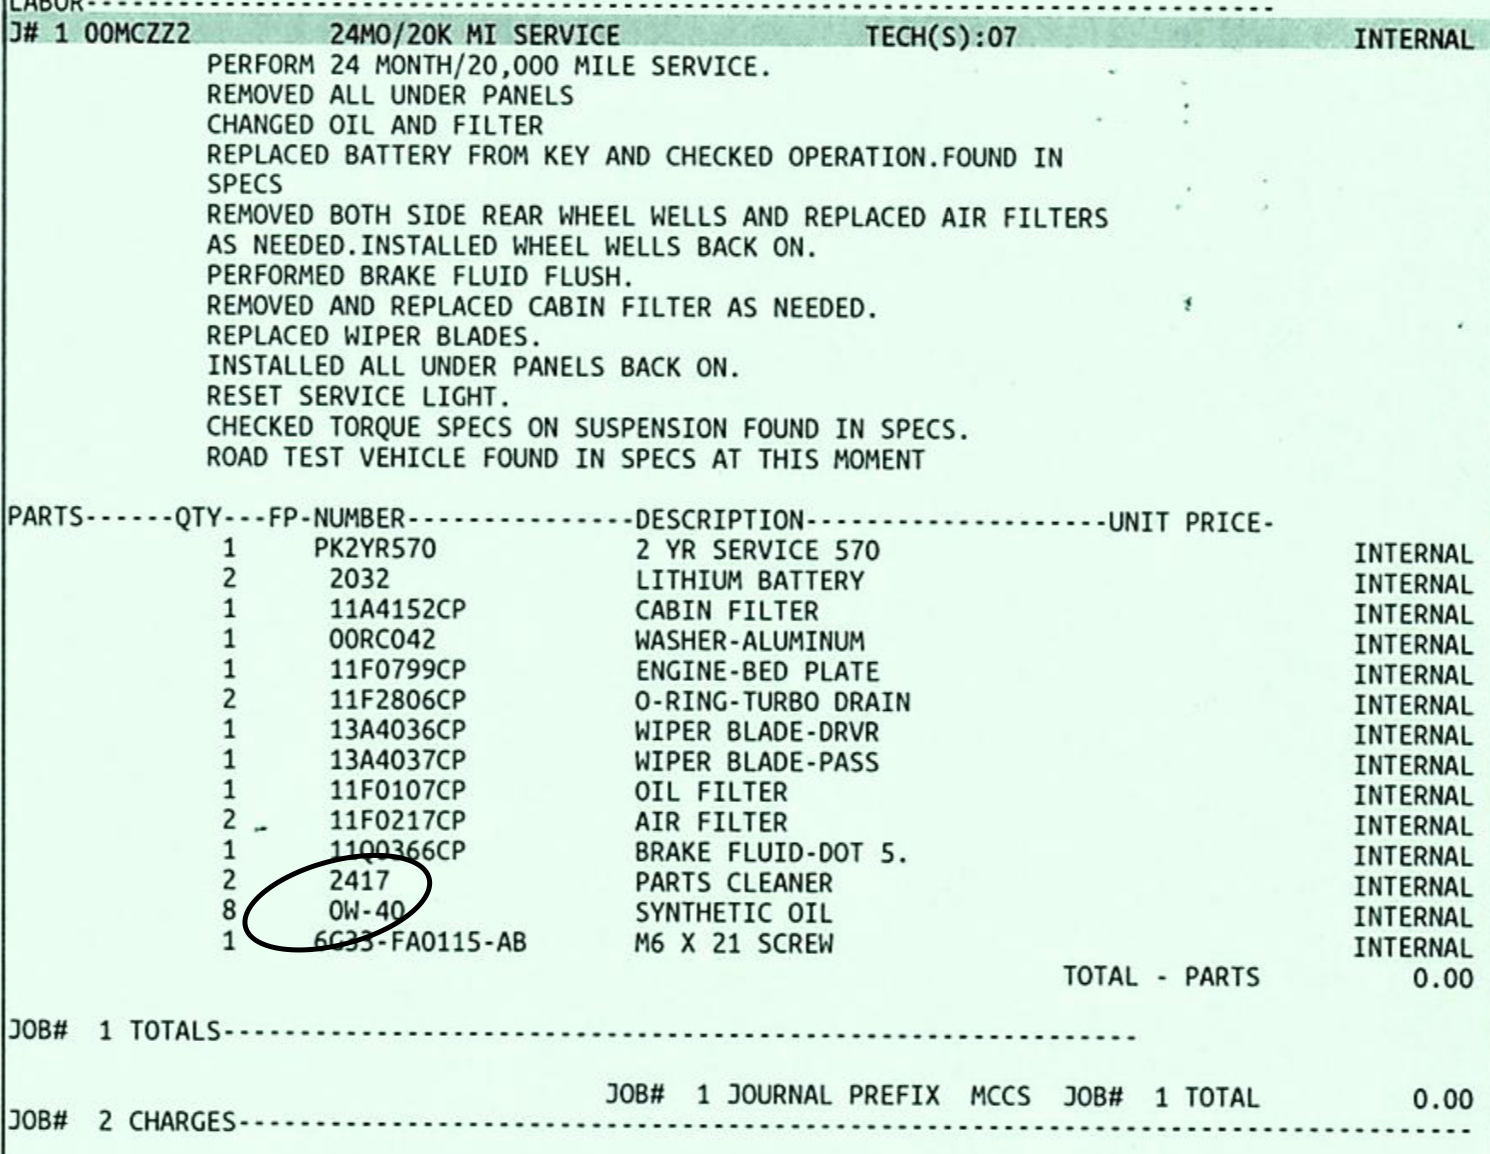 LABOR--------------------------------------------------------------------------
J# 1 00MCZZ2 24MO/20K MI SERVICE TECH(S):07 INTERNAL
PERFORM 24 MONTH/20,000 MILE SERVICE.
REMOVED ALL UNDER PANELS
CHANGED OIL AND FILTER
REPLACED BATTERY FROM KEY AND CHECKED OPERATION.FOUND IN
SPECS
REMOVED BOTH SIDE REAR WHEEL WELLS AND REPLACED AIR FILTERS
AS NEEDED.INSTALLED WHEEL WELLS BACK ON.
PERFORMED BRAKE FLUID FLUSH.
REMOVED AND REPLACED CABIN FILTER AS NEEDED.
REPLACED WIPER BLADES.
INSTALLED ALL UNDER PANELS BACK ON.
RESET SERVICE LIGHT.
CHECKED TORQUE SPECS ON SUSPENSION FOUND IN SPECS.
ROAD TEST VEHICLE FOUND IN SPECS AT THIS MOMENT
PARTS------QTY---FP-NUMBER---------------DESCRIPTION--------------------UNIT PRICE-
1 PK2YR570 2 YR SERVICE 570 INTERNAL
2 2032 LITHIUM BATTERY INTERNAL
1 11A4152CP CABIN FILTER INTERNAL
1 00RC042 WASHER-ALUMINUM INTERNAL
1 11F0799CP ENGINE-BED PLATE INTERNAL
2 11F2806CP O-RING-TURBO DRAIN INTERNAL
1 13A4036CP WIPER BLADE-DRVR INTERNAL
1 13A4037CP WIPER BLADE-PASS INTERNAL
1 11F0107CP OIL FILTER INTERNAL
2 11F0217CP AIR FILTER INTERNAL
1 11Q0366CP BRAKE FLUID-DOT 5. INTERNAL
2 2417 PARTS CLEANER INTERNAL
8 0W-40 SYNTHETIC OIL INTERNAL
1 6G33-FA0115-AB M6 X 21 SCREW INTERNAL
TOTAL - PARTS 0.00
JOB# 1 TOTALS------------------------------------------------------------
JOB# 1 JOURNAL PREFIX MCCS JOB# 1 TOTAL 0.00
JOB# 2 CHARGES---------------------------------------------------------------------------------